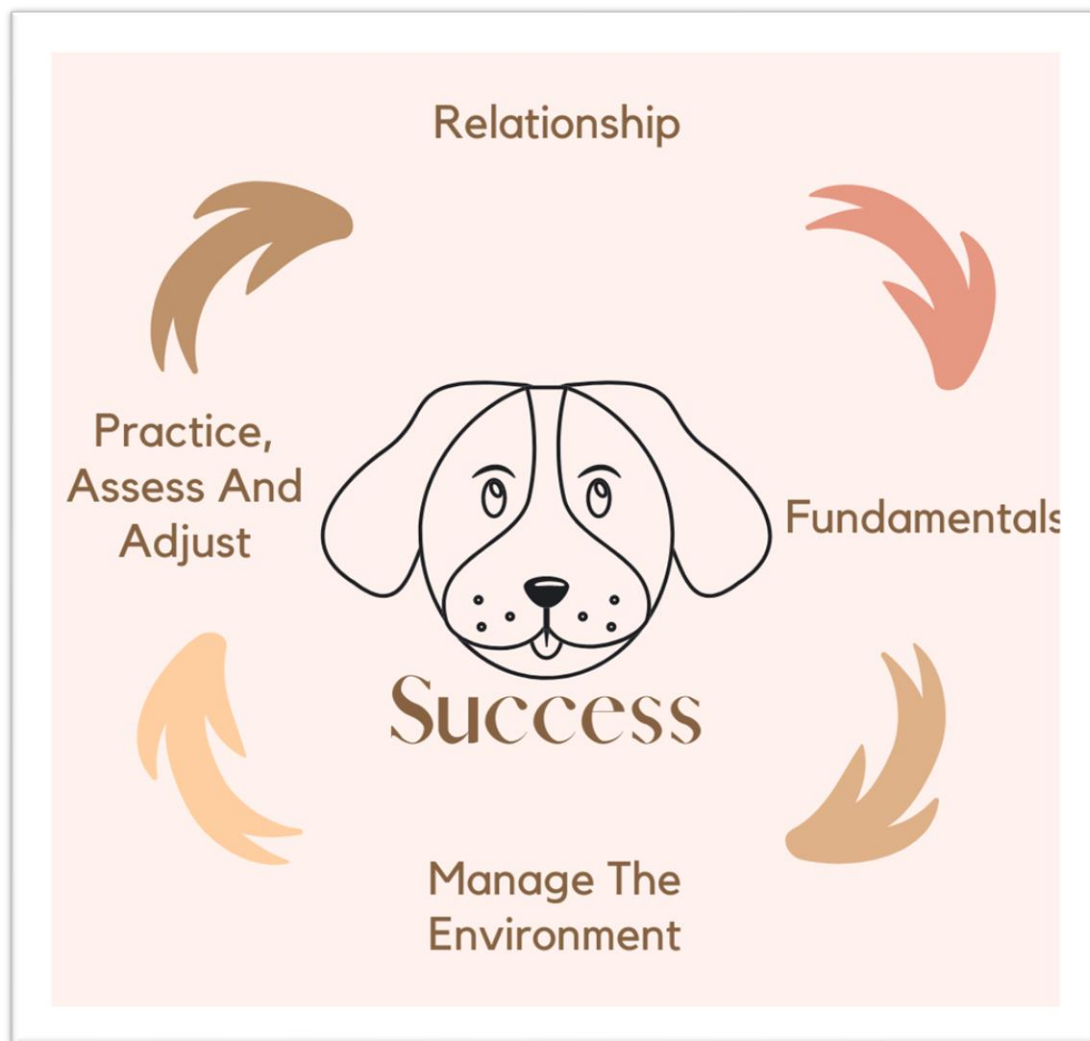 Relationship
Practice,
Assess And
Adjust
Fundamentals
Success
Manage The
Environment